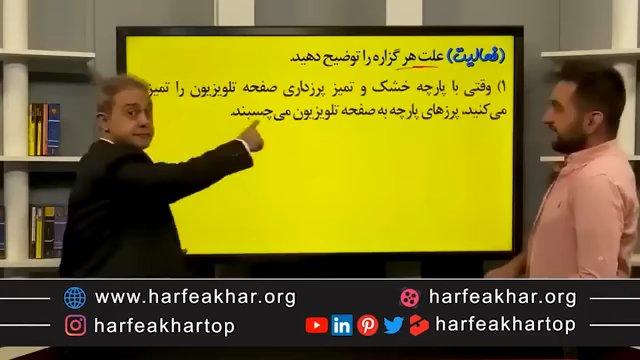 (فعالیت) علت هر گزاره را توضیح دهید.
۱) وقتی با پارچه خشک و تمیز پرزداری صفحه تلویزیون را تمیز
می‌کنید، پرزهای پارچه به صفحه تلویزیون می‌چسبند.
www.harfeakhar.org
harfeakhar.org
harfeakhartop
harfeakhartop